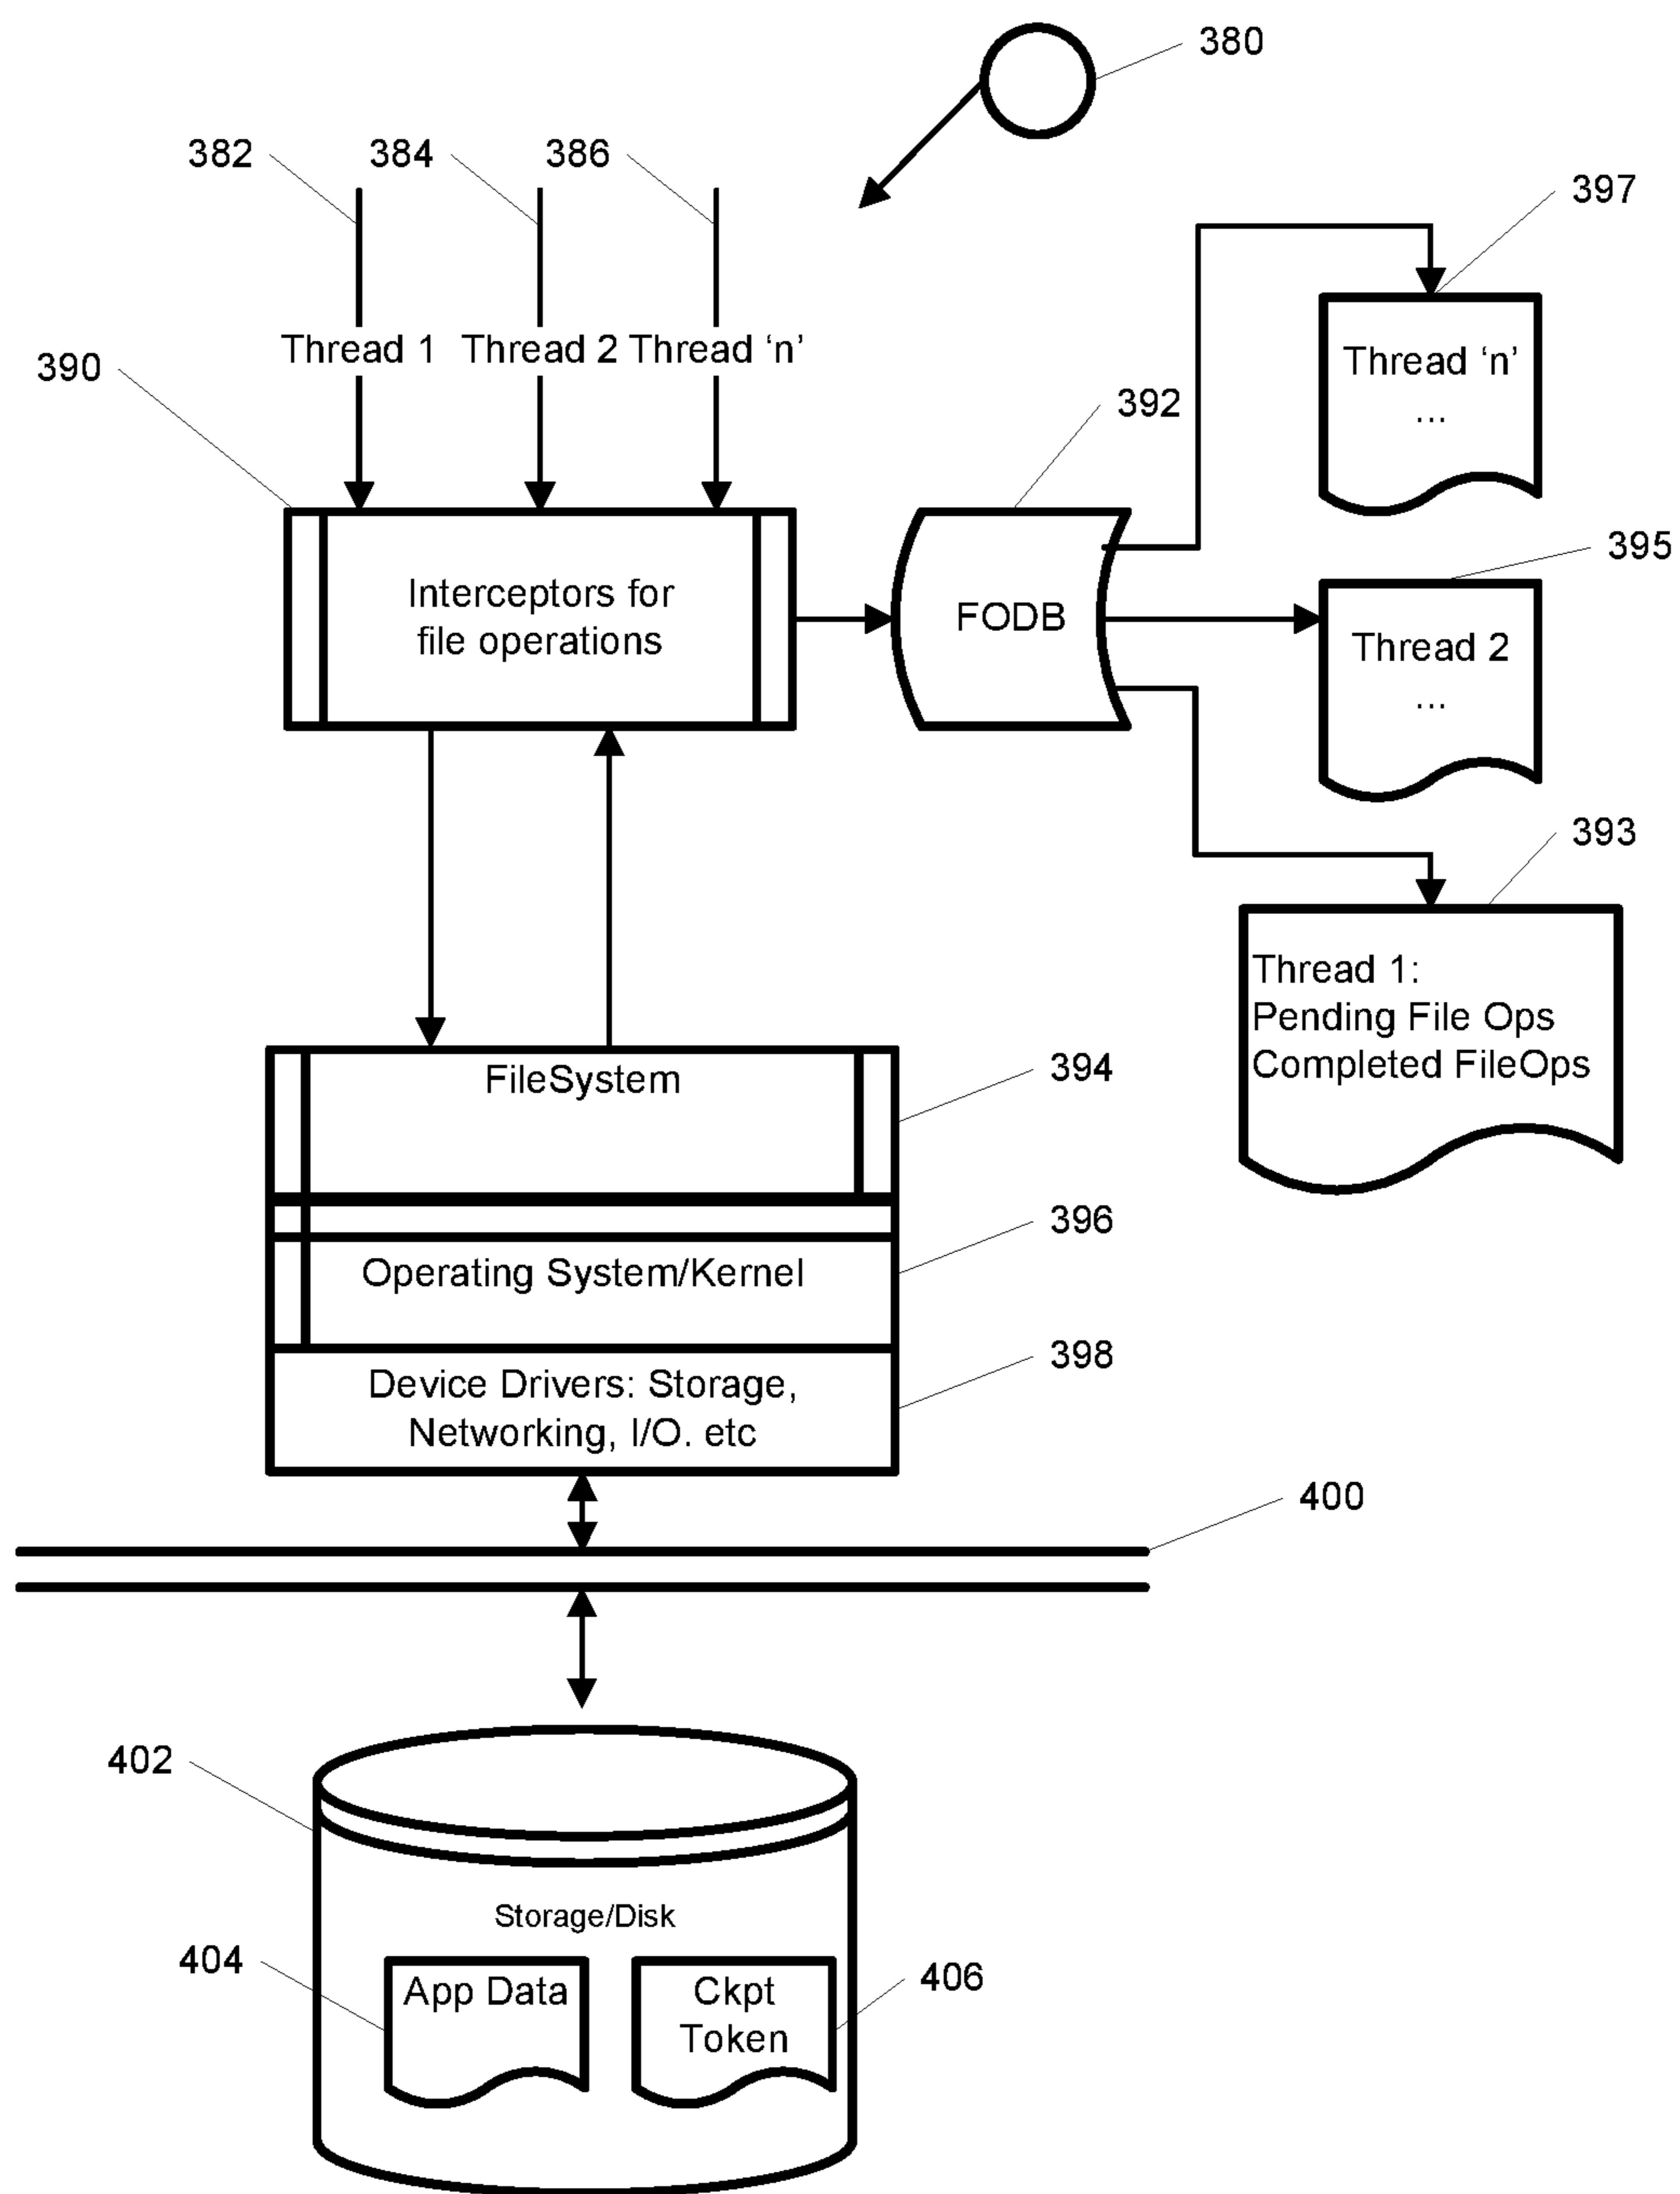 380
382
384
386
397
Thread 1
Thread 2
Thread ‘n’
390
392
Thread ‘n’
...
395
Interceptors for
file operations
FODB
Thread 2
...
393
Thread 1:
Pending File Ops
Completed FileOps
FileSystem
394
396
Operating System/Kernel
398
Device Drivers: Storage,
Networking, I/O. etc
400
402
Storage/Disk
404
App Data
Ckpt
Token
406